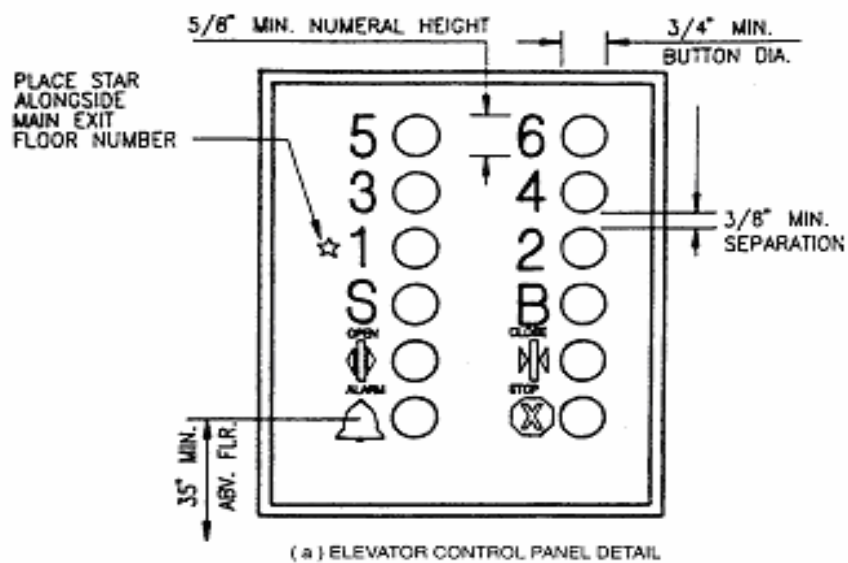 5/8" MIN. NUMERAL HEIGHT
3/4" MIN.
BUTTON DIA.
PLACE STAR
ALONGSIDE
MAIN EXIT
FLOOR NUMBER
5 6
3 4
3/8" MIN.
SEPARATION
1 2
S B
OPEN CLOSE
ALARM STOP
X
35" MIN.
ABV. FLR.
( a ) ELEVATOR CONTROL PANEL DETAIL